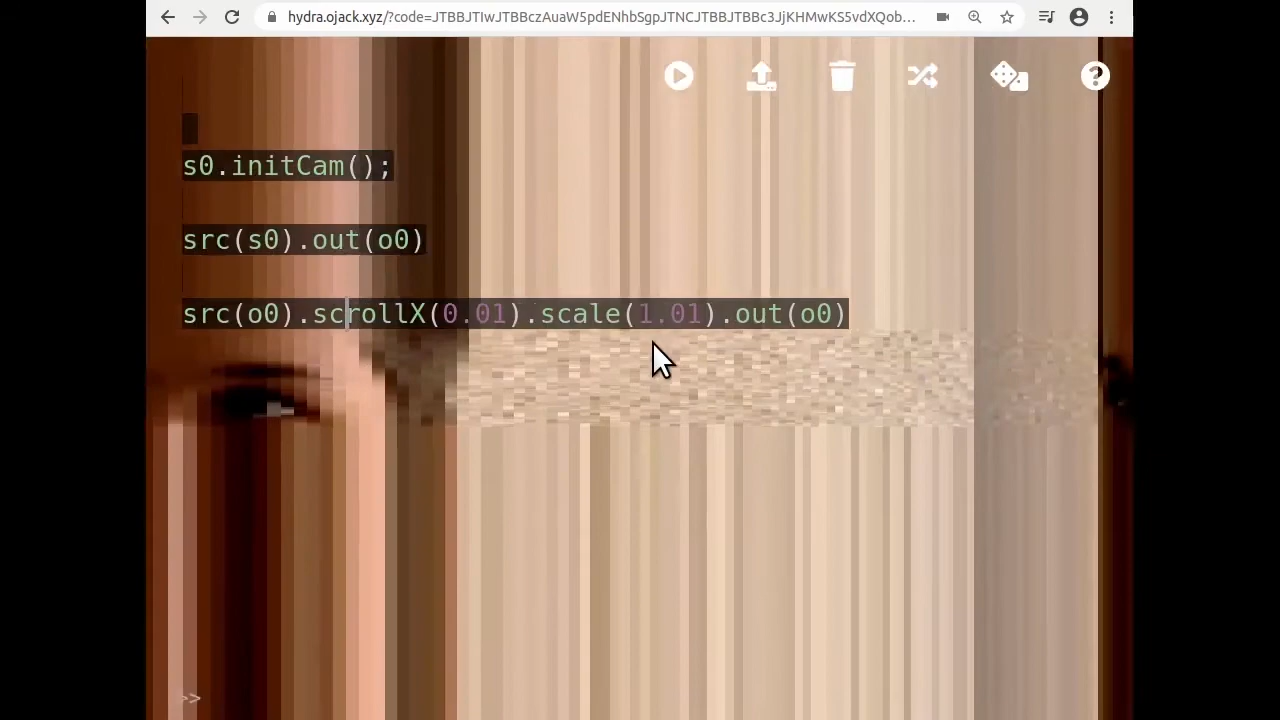 hydra.ojack.xyz/?code=JTBBJTIwJTBBczAuaW5pdENhbSgpJTNCJTBBJTBBc3JjKHMwKS5vdXQob…
s0.initCam();
src(s0).out(o0)
src(o0).scrollX(0.01).scale(1.01).out(o0)
>>